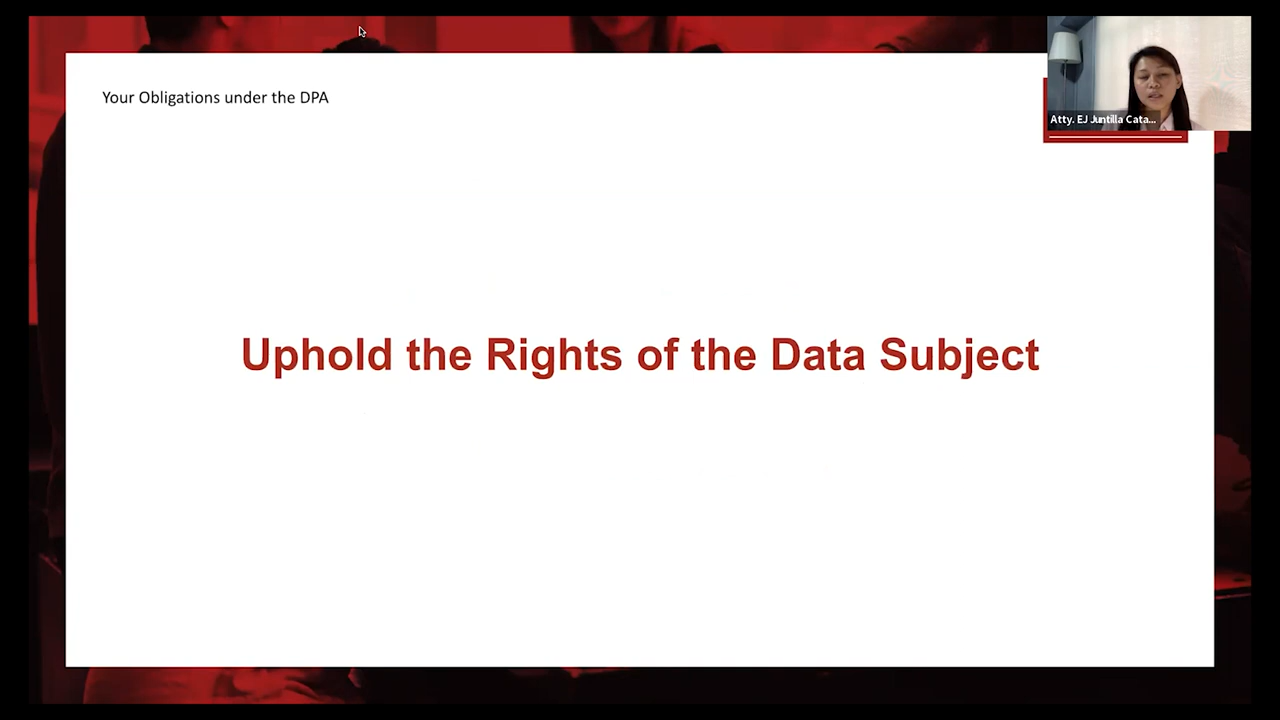 Your Obligations under the DPA
Atty. EJ Juntilla Cata...
Uphold the Rights of the Data Subject